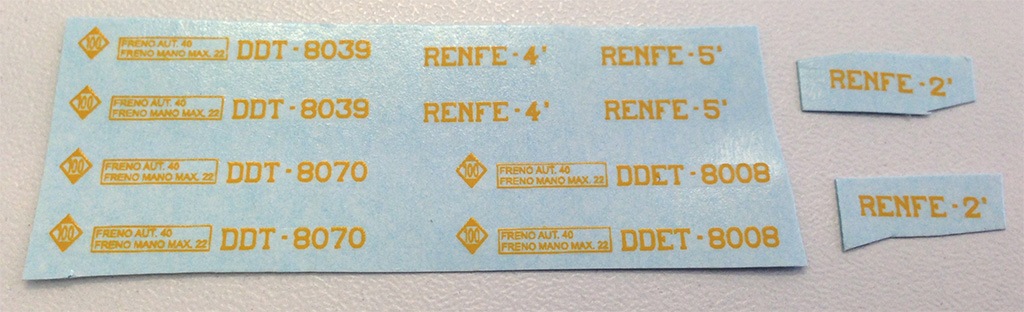 100 FRENO AUT. 40 DDT - 8039 RENFE - 4' RENFE - 5'
FRENO MANO MAX. 22
100 FRENO AUT. 40 DDT - 8039 RENFE - 4' RENFE - 5'
FRENO MANO MAX. 22
100 FRENO AUT. 40 DDT - 8070 100 FRENO AUT. 40 DDET - 8008
FRENO MANO MAX. 22 FRENO MANO MAX. 22
100 FRENO AUT. 40 DDT - 8070 100 FRENO AUT. 40 DDET - 8008
FRENO MANO MAX. 22 FRENO MANO MAX. 22
RENFE - 2'
RENFE - 2'